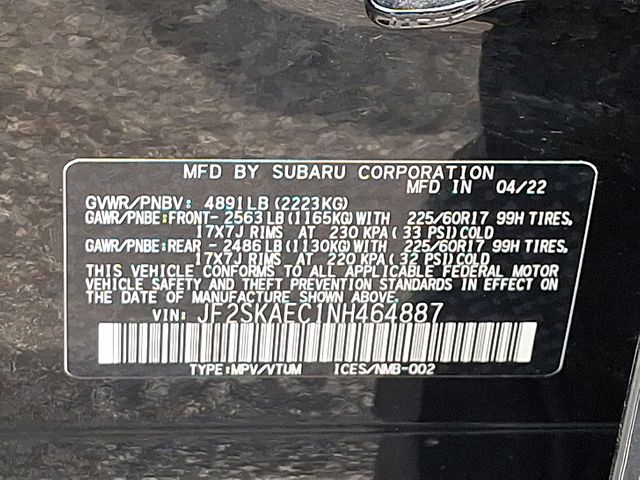 MFD BY SUBARU CORPORATION
MFD IN 04/22
GVWR/PNBV: 4891LB (2223KG)
GAWR/PNBE:FRONT- 2563LB(1165KG)WITH 225/60R17 99H TIRES,
17X7J RIMS AT 230 KPA( 33 PSI)COLD
GAWR/PNBE:REAR - 2486LB(1130KG)WITH 225/60R17 99H TIRES,
17X7J RIMS AT 220 KPA( 32 PSI)COLD
THIS VEHICLE CONFORMS TO ALL APPLICABLE FEDERAL MOTOR
VEHICLE SAFETY AND THEFT PREVENTION STANDARDS IN EFFECT
ON THE DATE OF MANUFACTURE SHOWN ABOVE.
VIN: JF2SKAEC1NH464887
TYPE:MPV/VTUM ICES/NMB-002